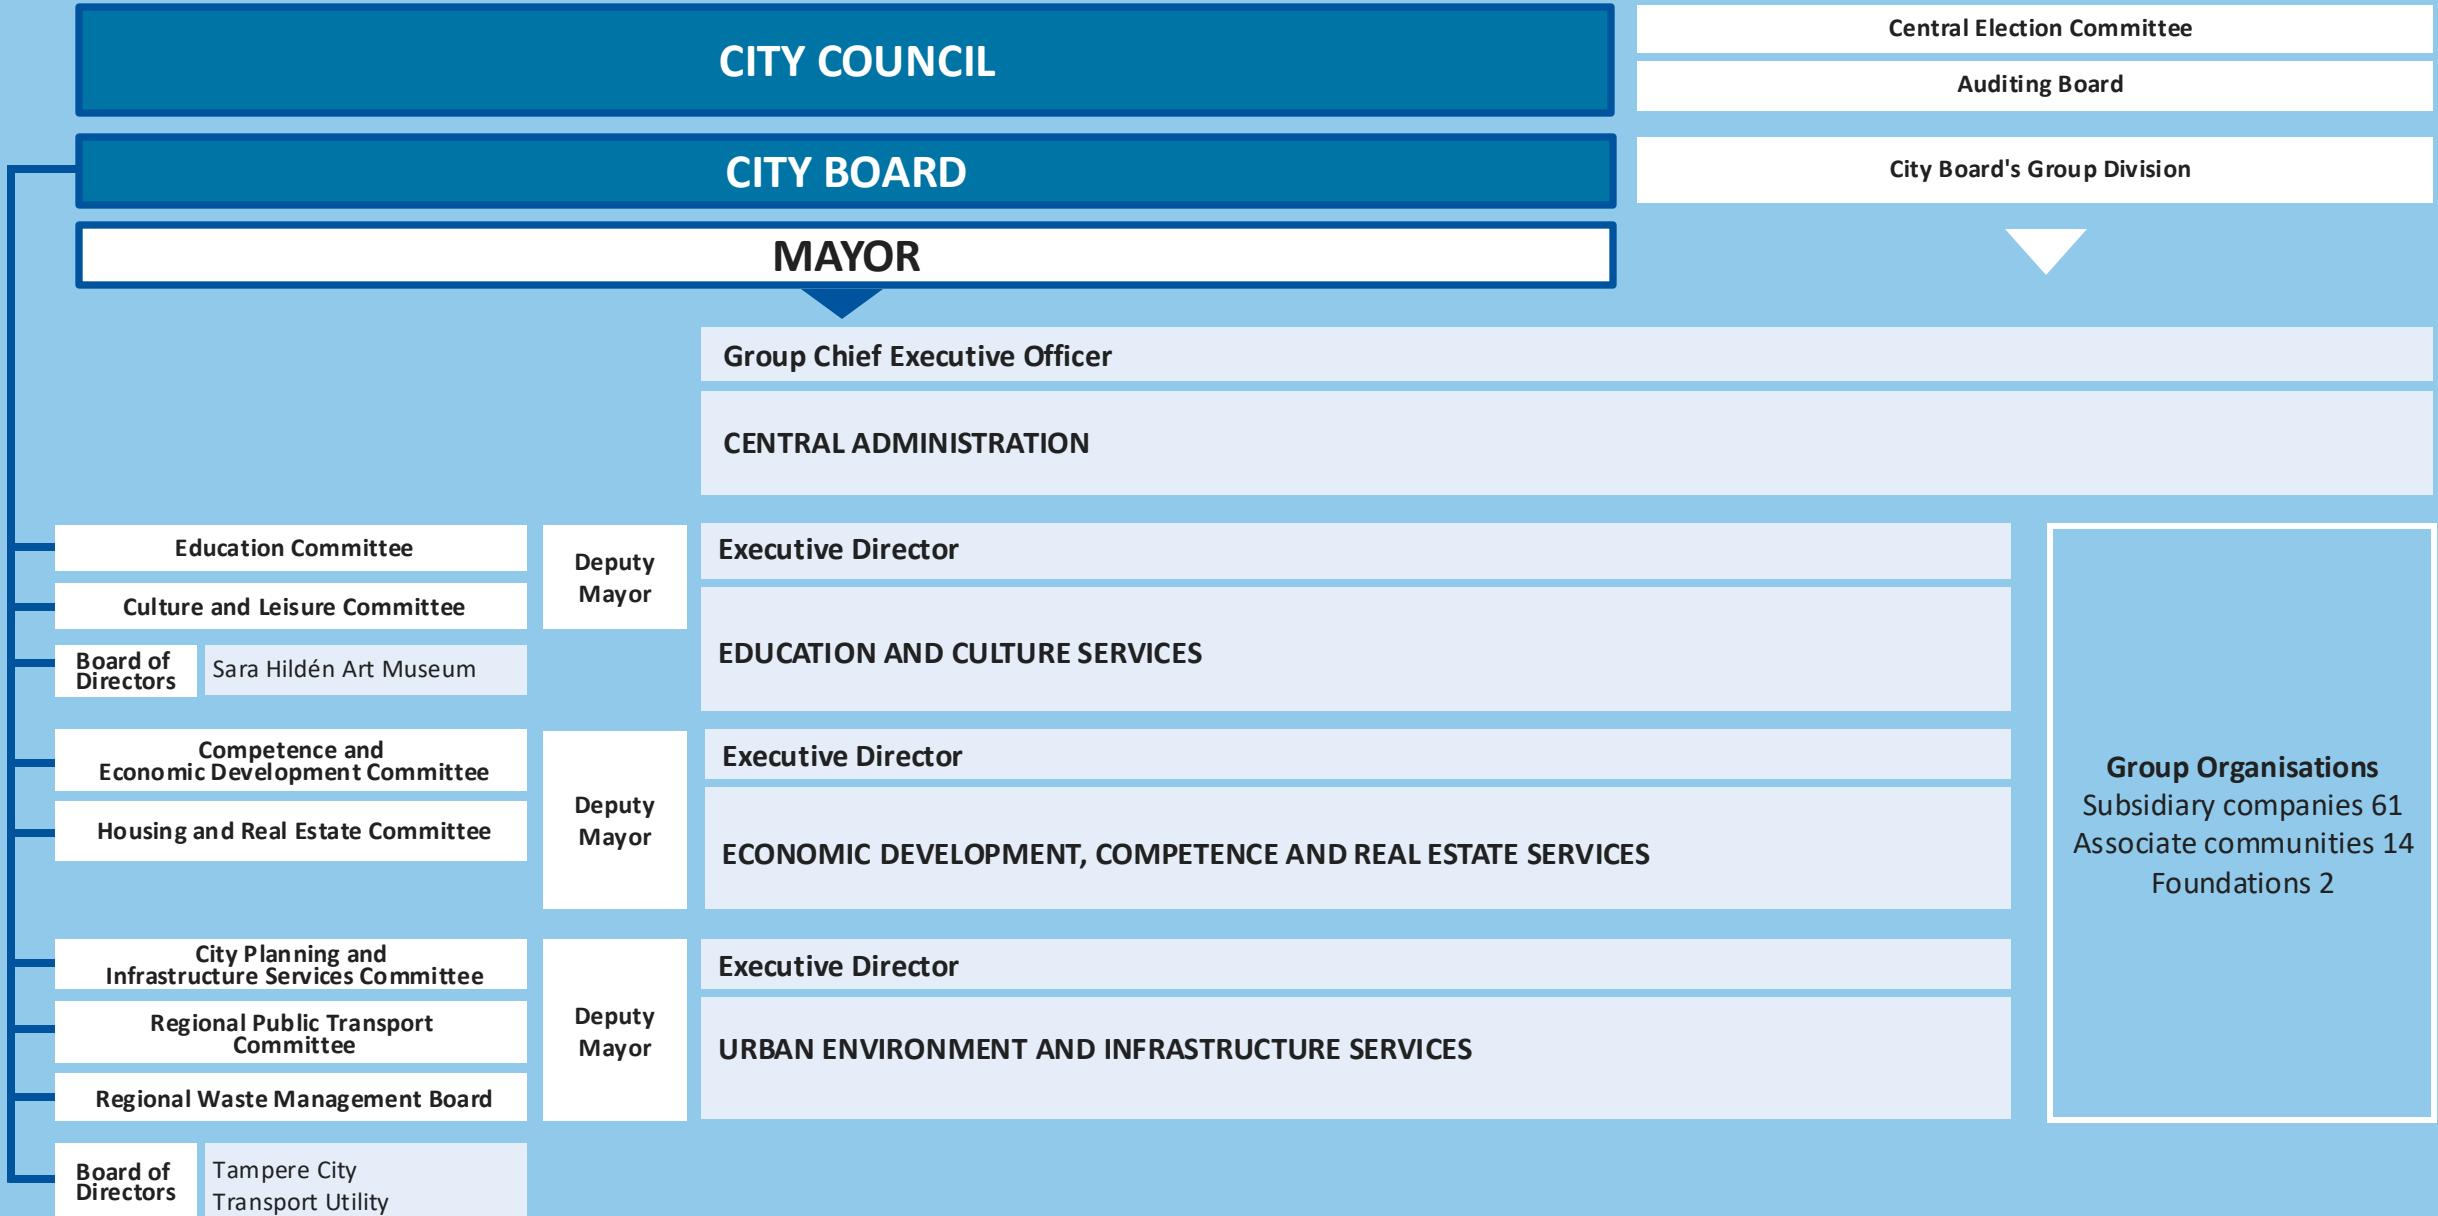 CITY COUNCIL
Central Election Committee
Auditing Board
CITY BOARD
City Board's Group Division
MAYOR
Group Chief Executive Officer
CENTRAL ADMINISTRATION
Education Committee
Culture and Leisure Committee
Board of
Directors
Sara Hildén Art Museum
Deputy
Mayor
Executive Director
EDUCATION AND CULTURE SERVICES
Competence and
Economic Development Committee
Housing and Real Estate Committee
Deputy
Mayor
Executive Director
ECONOMIC DEVELOPMENT, COMPETENCE AND REAL ESTATE SERVICES
City Planning and
Infrastructure Services Committee
Regional Public Transport
Committee
Regional Waste Management Board
Deputy
Mayor
Executive Director
URBAN ENVIRONMENT AND INFRASTRUCTURE SERVICES
Board of
Directors
Tampere City
Transport Utility
Group Organisations
Subsidiary companies 61
Associate communities 14
Foundations 2